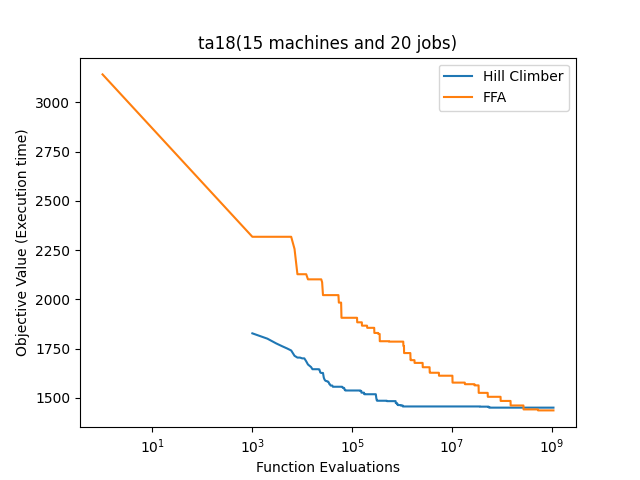 ta18(15 machines and 20 jobs)
Hill Climber
FFA
Objective Value (Execution time)
3000
2750
2500
2250
2000
1750
1500
10^1 10^3 10^5 10^7 10^9
Function Evaluations